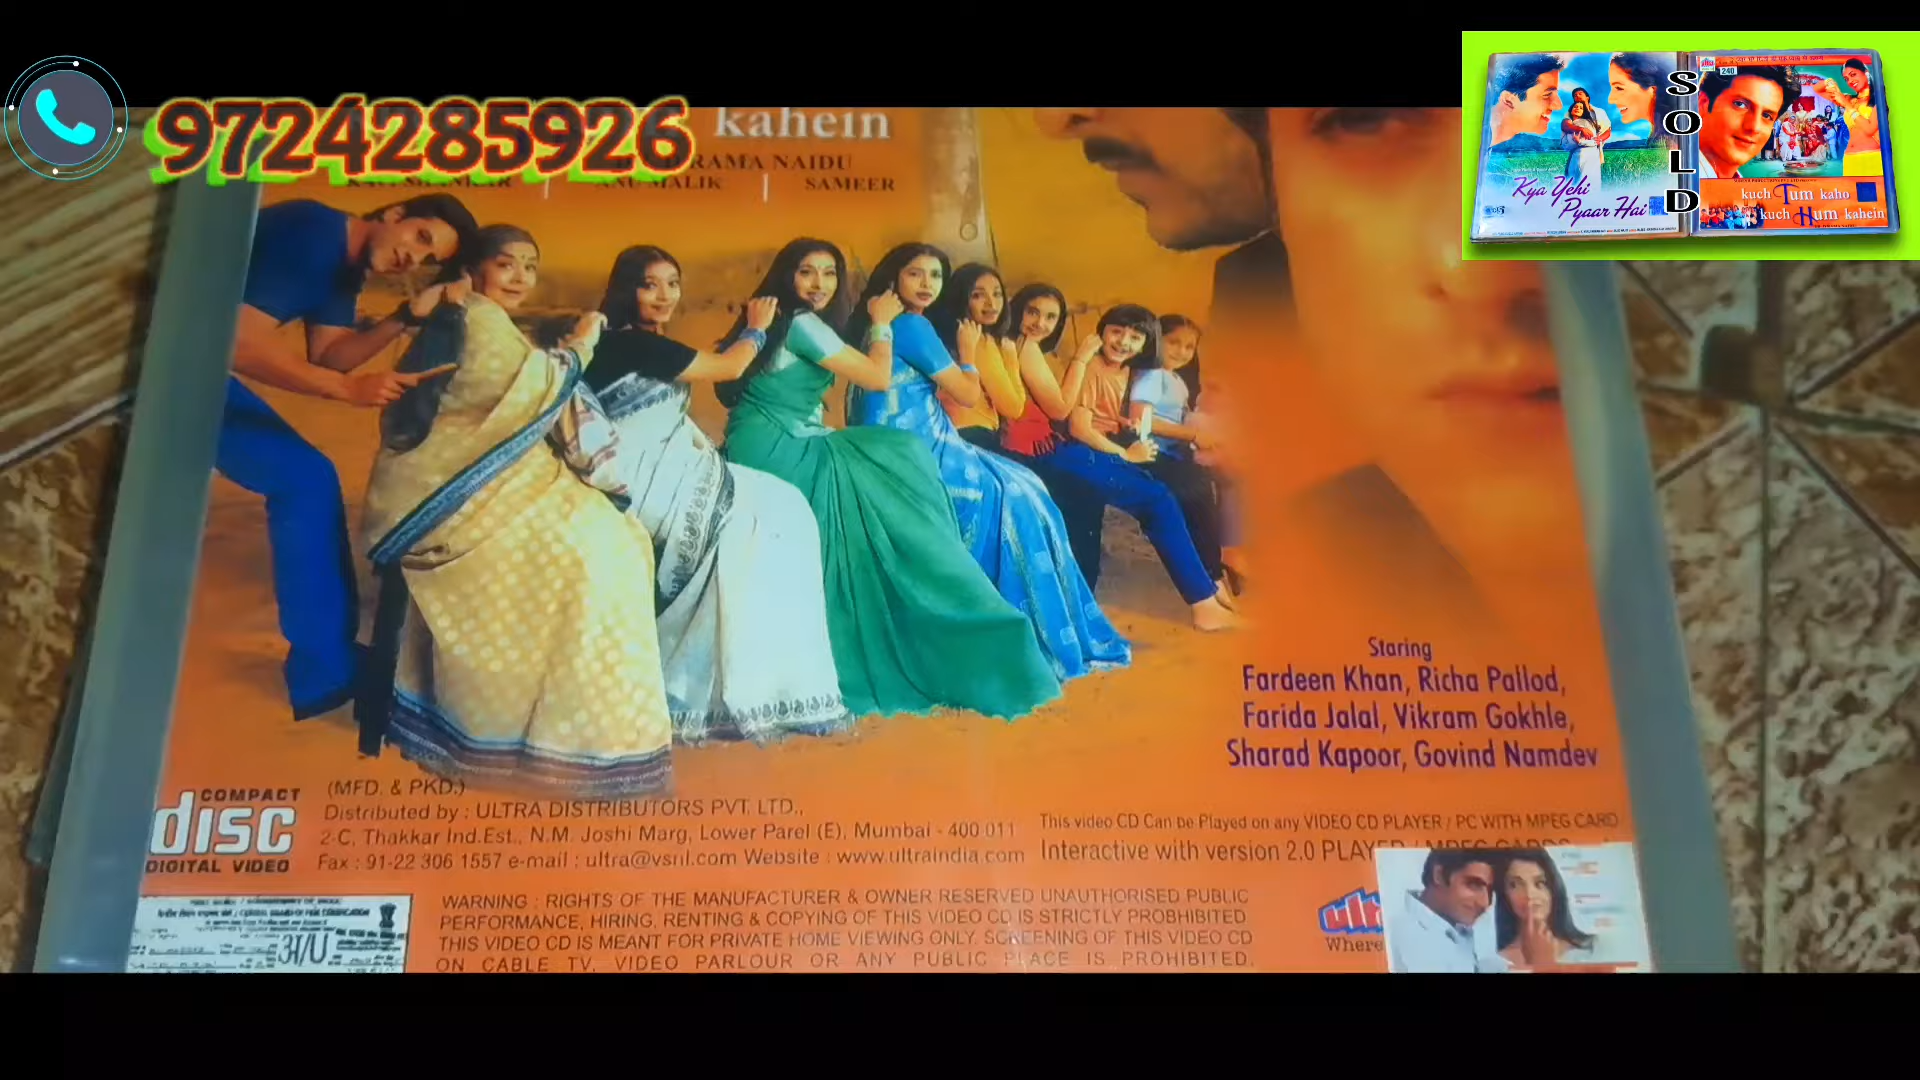 9724285926
kahein
RAMA NAIDU
ANU MALIK
SAMEER
SOLD
Kya Yehi
Pyaar Hai
240
kuch Tum kaho
kuch Hum kahein
Staring
Fardeen Khan, Richa Pallod,
Farida Jalal, Vikram Gokhle,
Sharad Kapoor, Govind Namdev
COMPACT
disc
DIGITAL VIDEO
(MFD. & PKD.)
Distributed by : ULTRA DISTRIBUTORS PVT. LTD.,
2-C, Thakkar Ind.Est., N.M. Joshi Marg, Lower Parel (E), Mumbai - 400 011
Fax : 91-22 306 1557 e-mail : ultra@vsnl.com Website : www.ultraindia.com
This video CD Can be Played on any VIDEO CD PLAYER / PC WITH MPEG CARD
Interactive with version 2.0
अ/U
WARNING : RIGHTS OF THE MANUFACTURER & OWNER RESERVED UNAUTHORISED PUBLIC
PERFORMANCE, HIRING, RENTING & COPYING OF THIS VIDEO CD IS STRICTLY PROBHIBITED
THIS VIDEO CD IS MEANT FOR PRIVATE HOME VIEWING ONLY. SCREENING OF THIS VIDEO CD
ON CABLE TV, VIDEO PARLOUR OR ANY PUBLIC PLACE IS PROHIBITED.
Where